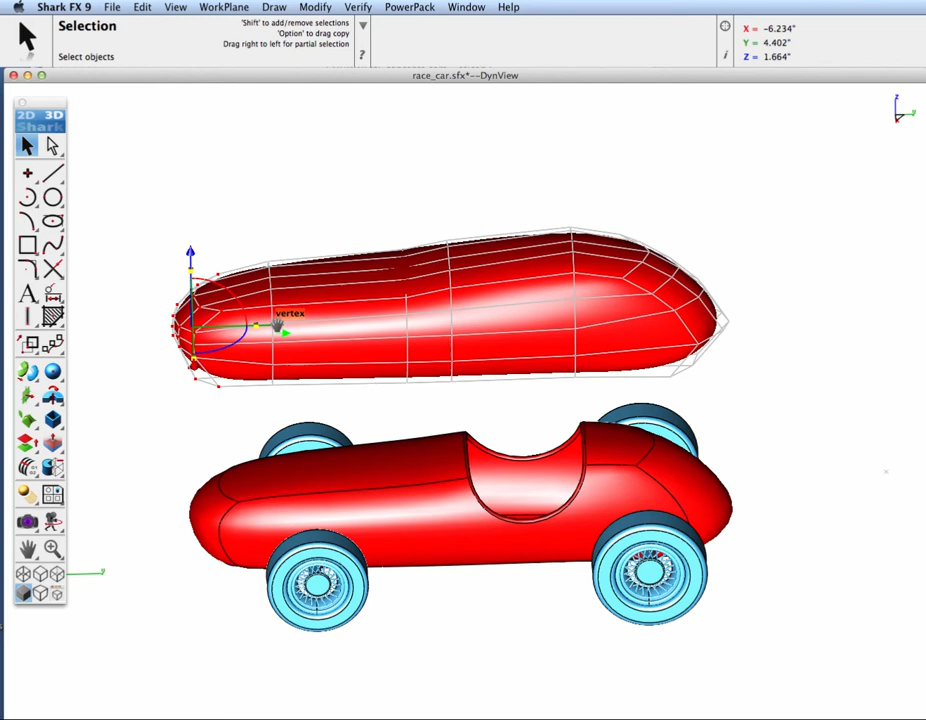 Shark FX 9 File Edit View WorkPlane Draw Modify Verify PowerPack Window Help
Selection
'Shift' to add/remove selections
'Option' to drag copy
Drag right to left for partial selection
Select objects
?
i
X = -6.234"
Y = 4.402"
Z = 1.664"
race_car.sfx*--DynView
2D 3D
Shark
A
z
y
vertex
y